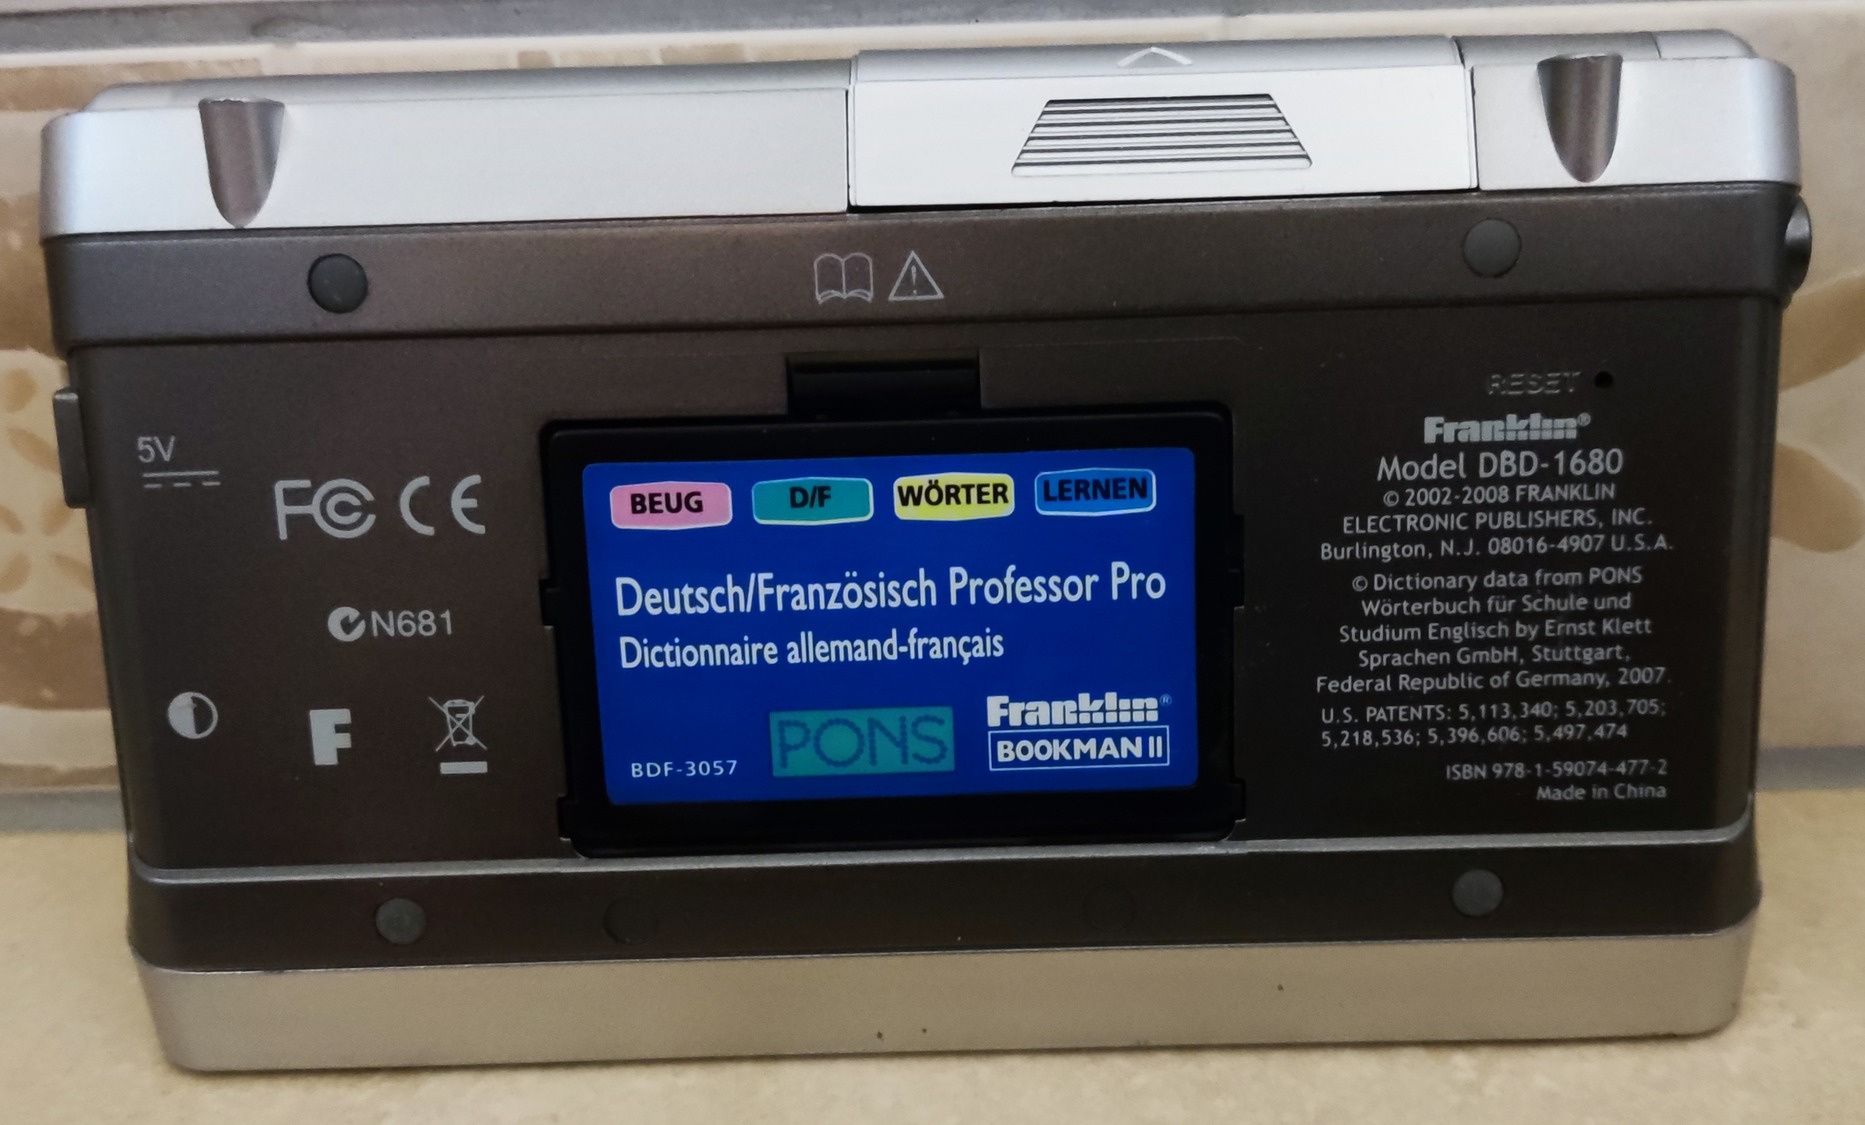 5V
FC CE
N681
F
BEUG D/F WÖRTER LERNEN
Deutsch/Französisch Professor Pro
Dictionnaire allemand-français
BDF-3057
PONS
Franklin®
BOOKMAN II
RESET
Franklin®
Model DBD-1680
© 2002-2008 FRANKLIN
ELECTRONIC PUBLISHERS, INC.
Burlington, N.J. 08016-4907 U.S.A.
© Dictionary data from PONS
Wörterbuch für Schule und
Studium Englisch by Ernst Klett
Sprachen GmbH, Stuttgart,
Federal Republic of Germany, 2007.
U.S. PATENTS: 5,113,340; 5,203,705;
5,218,536; 5,396,606; 5,497,474
ISBN 978-1-59074-477-2
Made in China